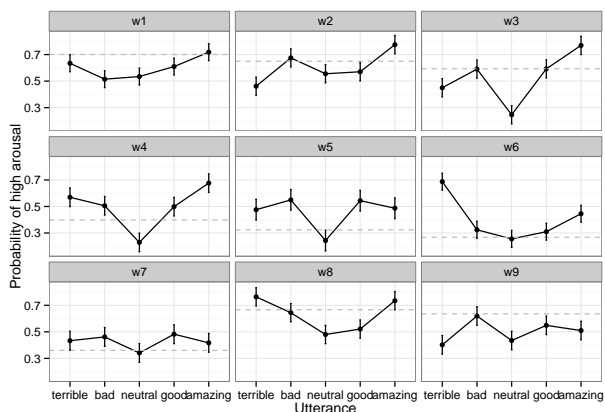 w1 w2 w3
0.7
0.5
0.3
w4 w5 w6
0.7
0.5
0.3
w7 w8 w9
0.7
0.5
0.3
terrible bad neutral good amazing terrible bad neutral good amazing terrible bad neutral good amazing
Utterance
Probability of high arousal